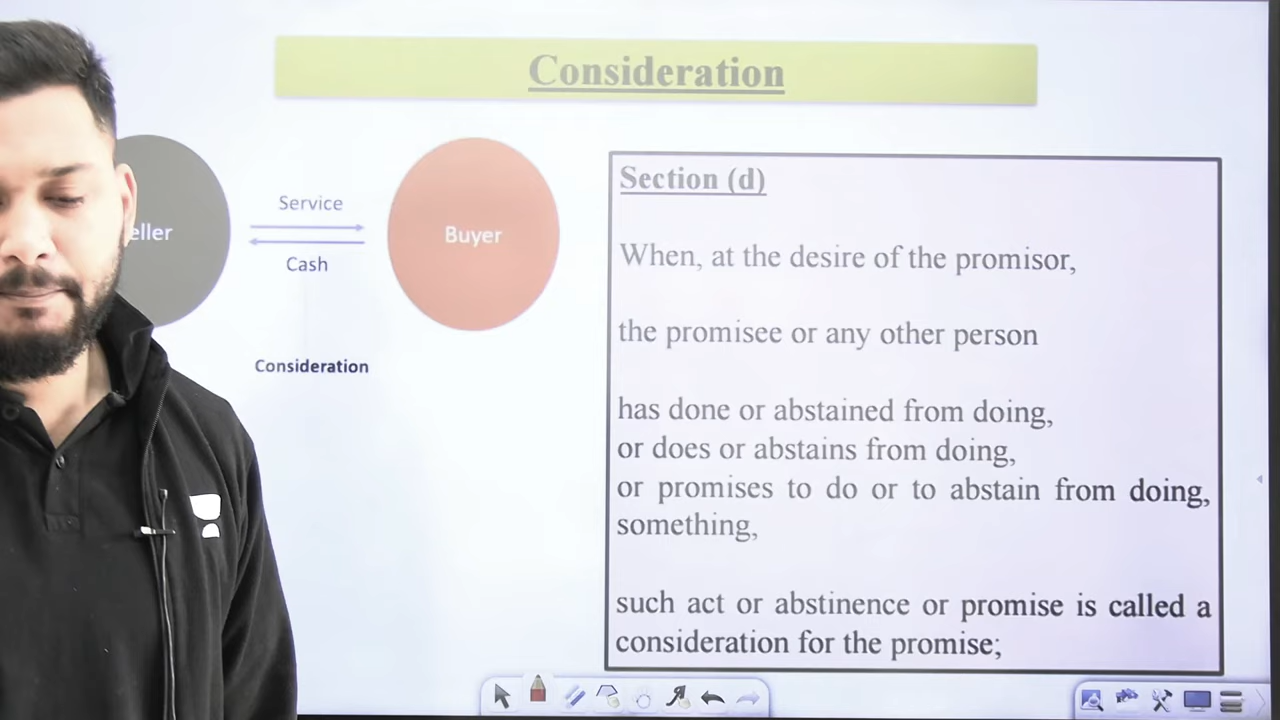 Consideration
Service
eller
Buyer
Cash
Consideration
Section (d)
When, at the desire of the promisor,
the promisee or any other person
has done or abstained from doing,
or does or abstains from doing,
or promises to do or to abstain from doing,
something,
such act or abstinence or promise is called a
consideration for the promise;